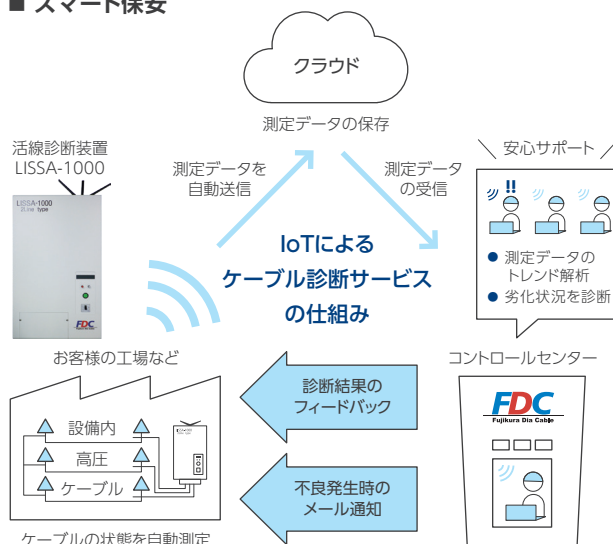 ■ スマート保安
クラウド
測定データの保存
活線診断装置
LISSA-1000
LISSA-1000
2Line type
FDC
測定データを
自動送信
測定データ
の受信
安心サポート
!!
● 測定データの
トレンド解析
● 劣化状況を診断
IoTによる
ケーブル診断サービス
の仕組み
お客様の工場など
設備内
高圧
ケーブル
ケーブルの状態を自動測定
診断結果の
フィードバック
不良発生時の
メール通知
コントロールセンター
FDC
Fujikura Dia Cable